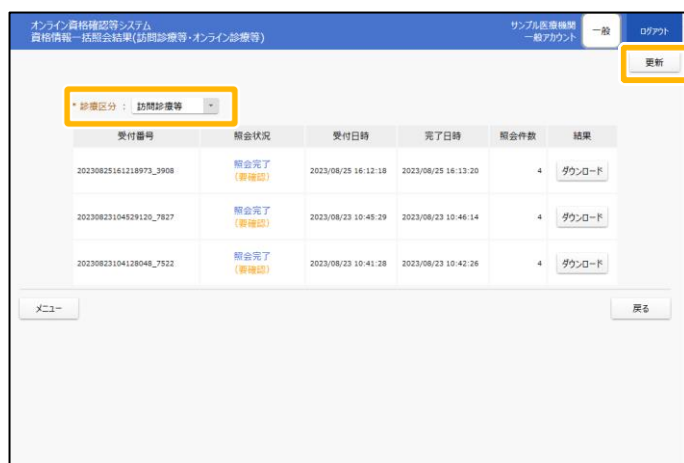 オンライン資格確認等システム
資格情報一括照会結果(訪問診療等・オンライン診療等)
サンプル医療機関
一般アカウント
一般
ログアウト
更新
* 診療区分 : 訪問診療等
受付番号 照会状況 受付日時 完了日時 照会件数 結果
20230825161218973_3908 照会完了 (要確認) 2023/08/25 16:12:18 2023/08/25 16:13:20 4 ダウンロード
20230823104529120_7827 照会完了 (要確認) 2023/08/23 10:45:29 2023/08/23 10:46:14 4 ダウンロード
20230823104128048_7522 照会完了 (要確認) 2023/08/23 10:41:28 2023/08/23 10:42:26 4 ダウンロード
メニュー 戻る